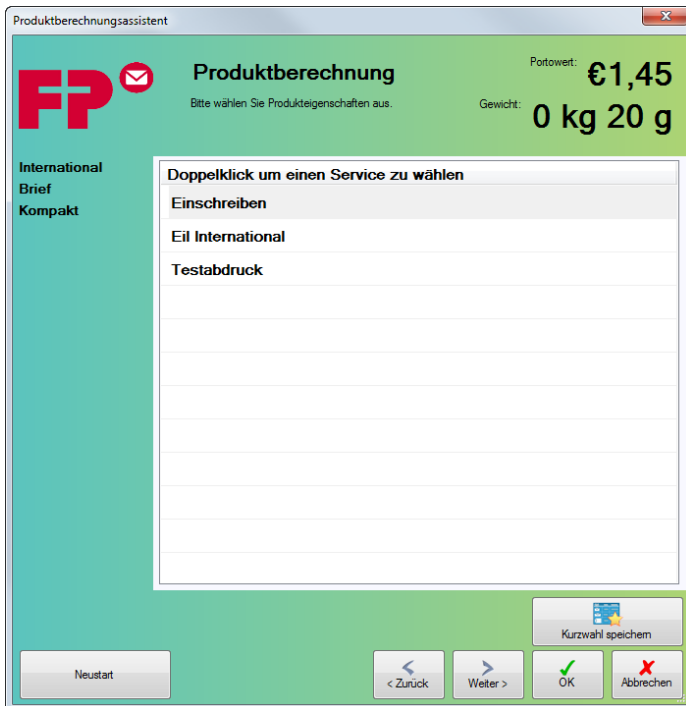 Produktberechnungsassistent
FP
Produktberechnung
Bitte wählen Sie Produkteigenschaften aus.
Portowert: €1,45
Gewicht: 0 kg 20 g
International
Brief
Kompakt
Doppelklick um einen Service zu wählen
Einschreiben
Eil International
Testabdruck
Kurzwahl speichern
Neustart
< Zurück
Weiter >
OK
Abbrechen